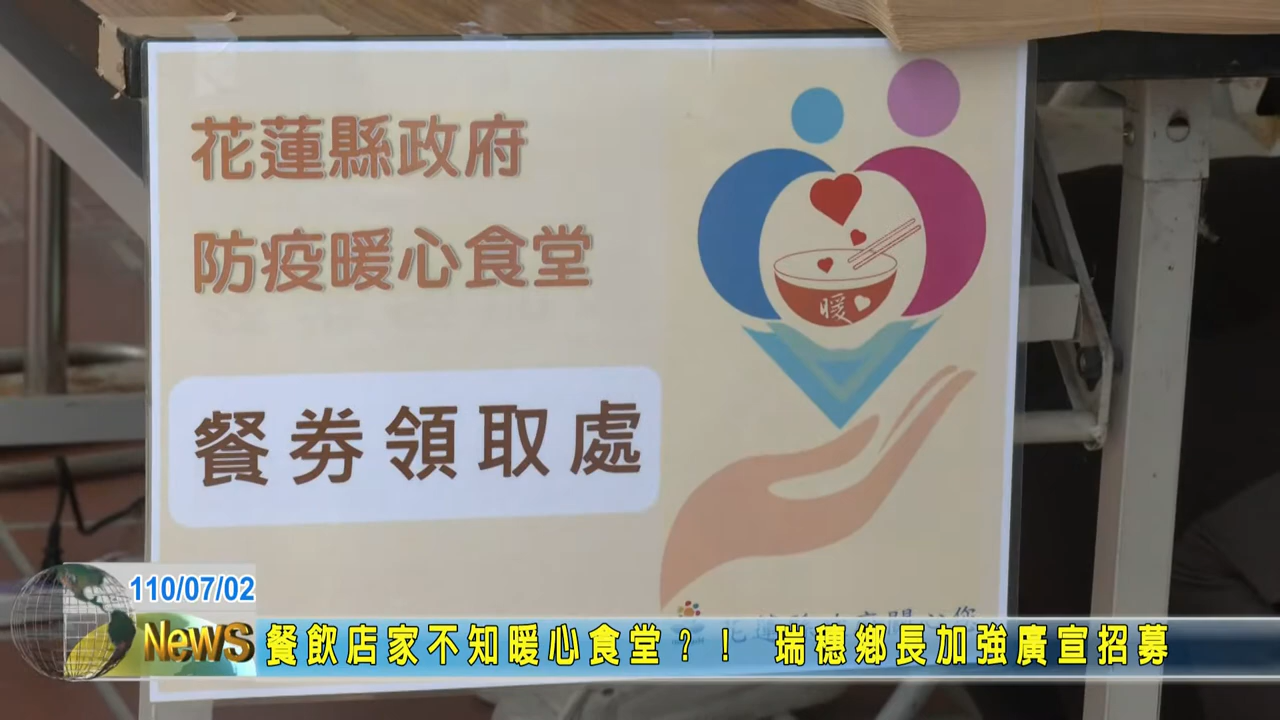 花蓮縣政府
防疫暖心食堂
暖
餐券領取處
110/07/02
News
餐飲店家不知暖心食堂？！ 瑞穗鄉長加強廣宣招募